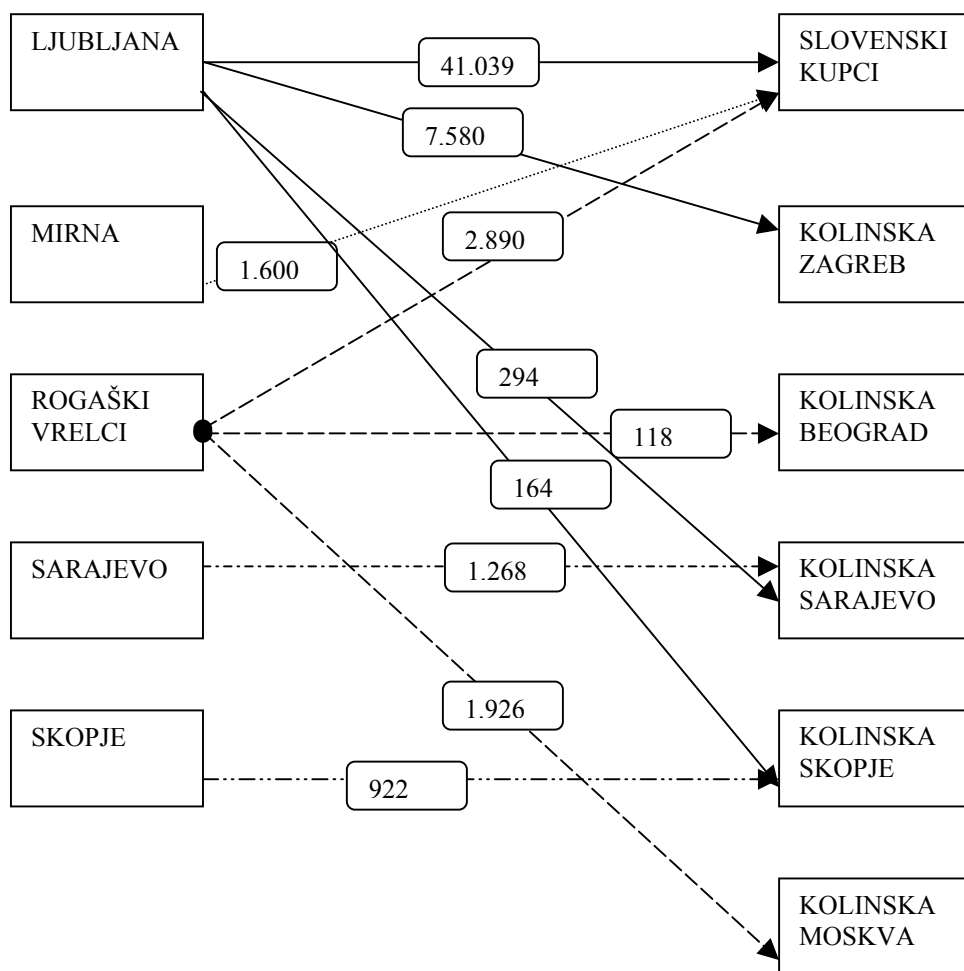 LJUBLJANA
41.039
SLOVENSKI
KUPCI
7.580
MIRNA
1.600
2.890
KOLINSKA
ZAGREB
ROGAŠKI
VRELCI
294
118
KOLINSKA
BEOGRAD
164
SARAJEVO
1.268
KOLINSKA
SARAJEVO
SKOPJE
1.926
922
KOLINSKA
SKOPJE
KOLINSKA
MOSKVA